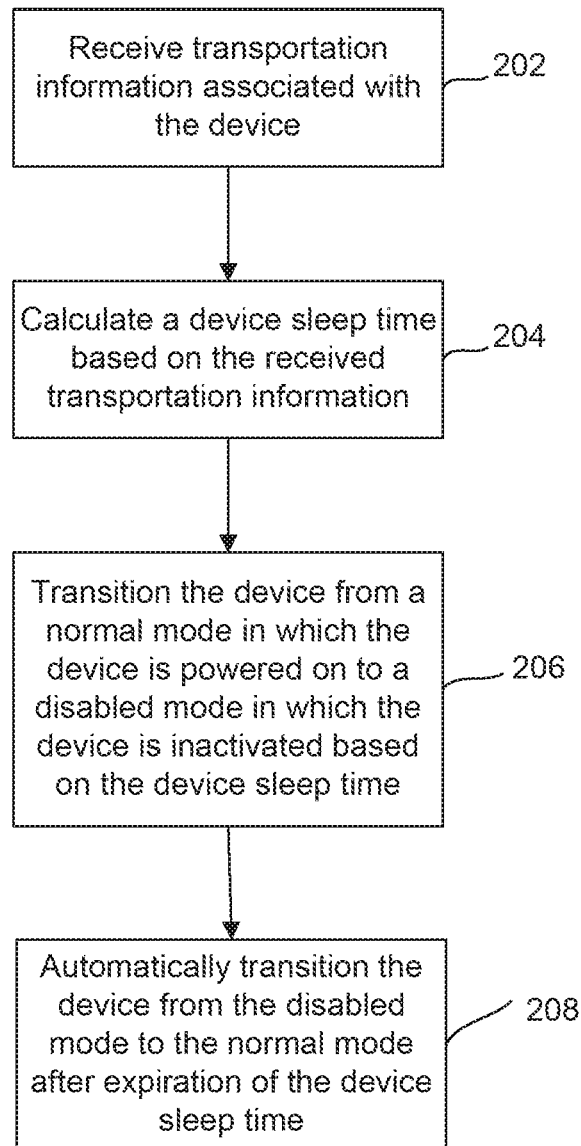 Receive transportation
information associated with
the device
202
Calculate a device sleep time
based on the received
transportation information
204
Transition the device from a
normal mode in which the
device is powered on to a
disabled mode in which the
device is inactivated based
on the device sleep time
206
Automatically transition the
device from the disabled
mode to the normal mode
after expiration of the device
sleep time
208